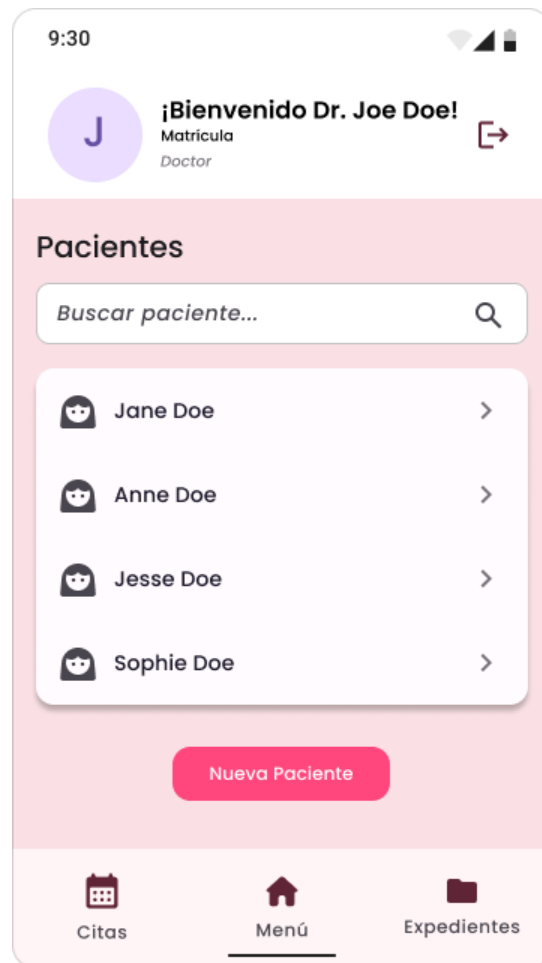 9:30
J
¡Bienvenido Dr. Joe Doe!
Matrícula
Doctor
Pacientes
Buscar paciente...
Jane Doe
Anne Doe
Jesse Doe
Sophie Doe
Nueva Paciente
Citas
Menú
Expedientes